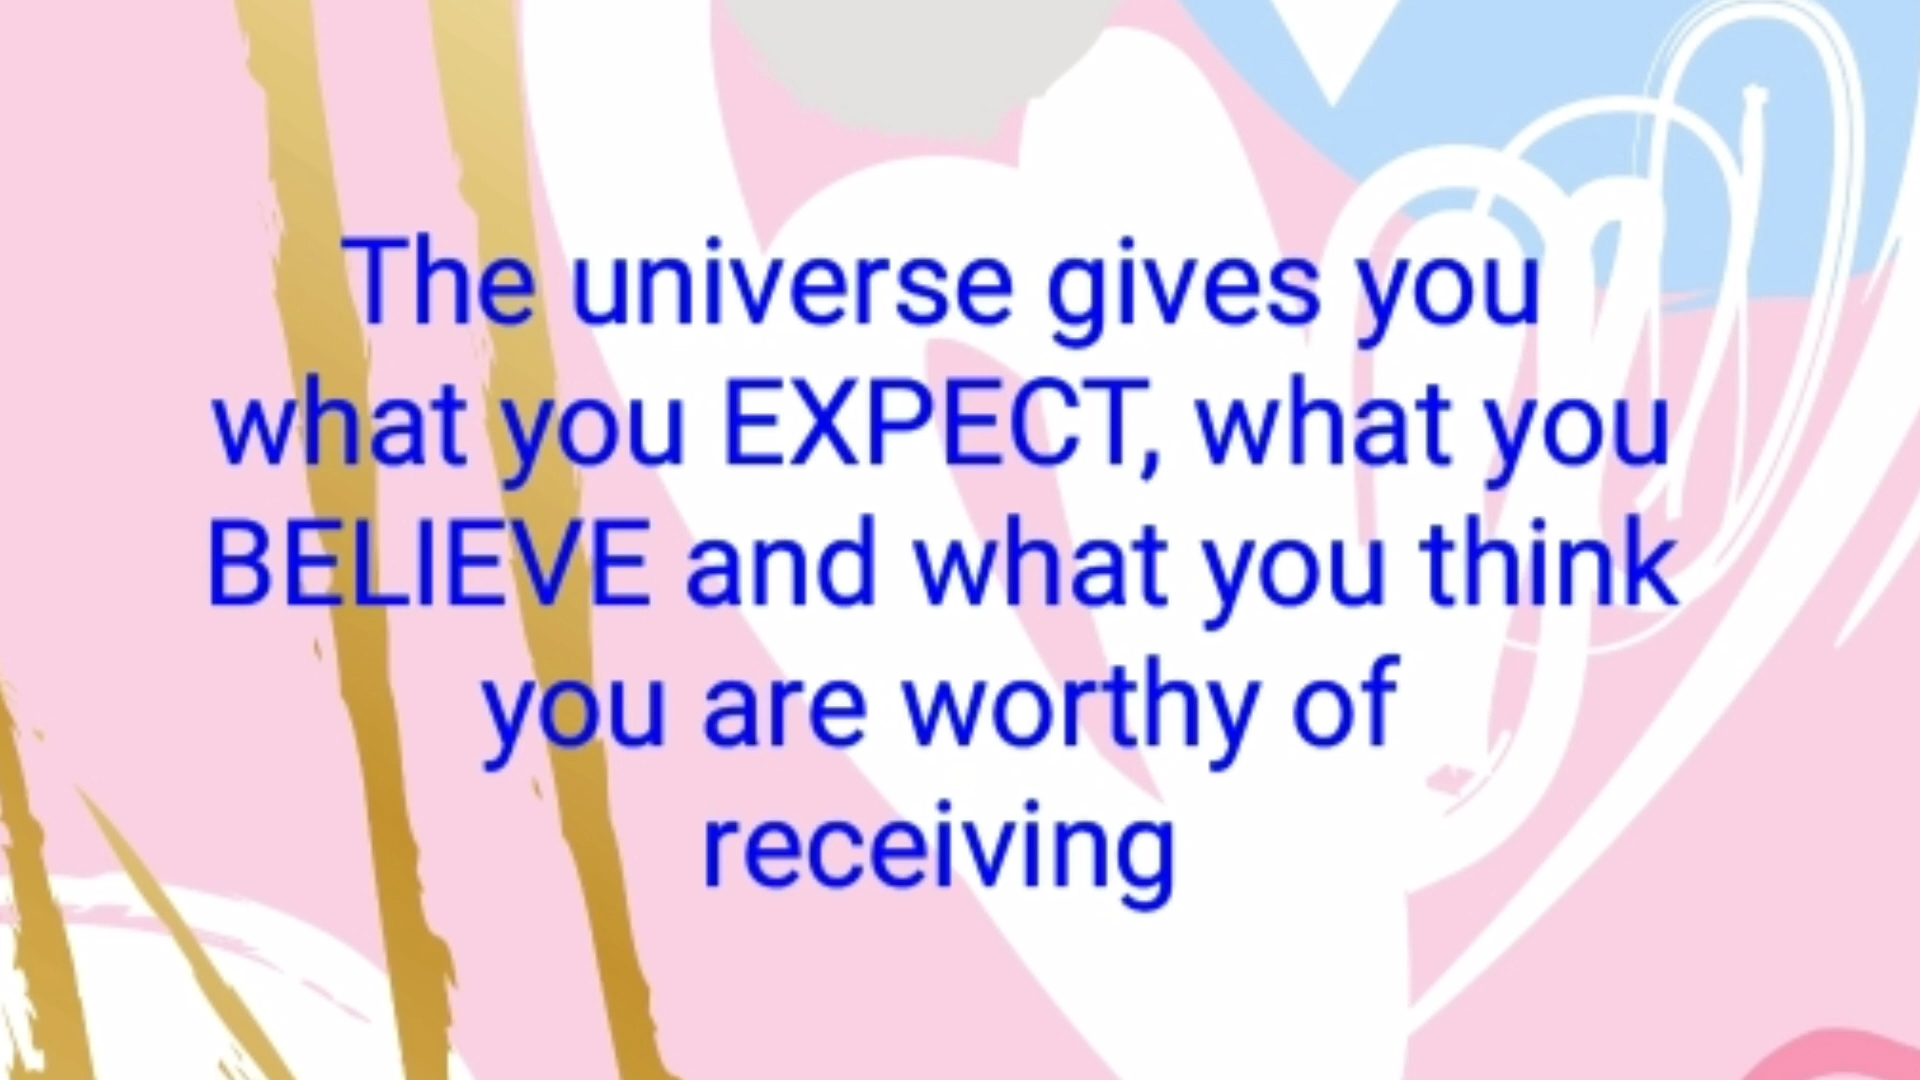 The universe gives you
what you EXPECT, what you
BELIEVE and what you think
you are worthy of
receiving